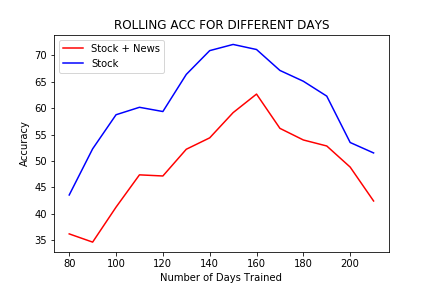 ROLLING ACC FOR DIFFERENT DAYS
Stock + News
Stock
Accuracy
70
65
60
55
50
45
40
35
80 100 120 140 160 180 200
Number of Days Trained